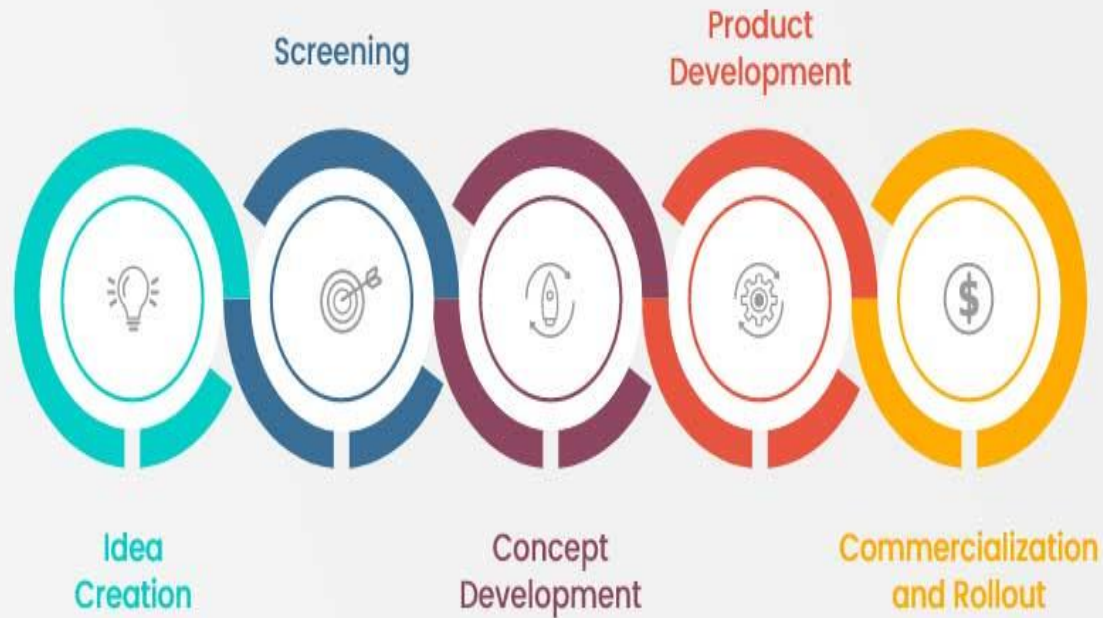 Idea
Creation
Screening
Concept
Development
Product
Development
Commercialization
and Rollout
$